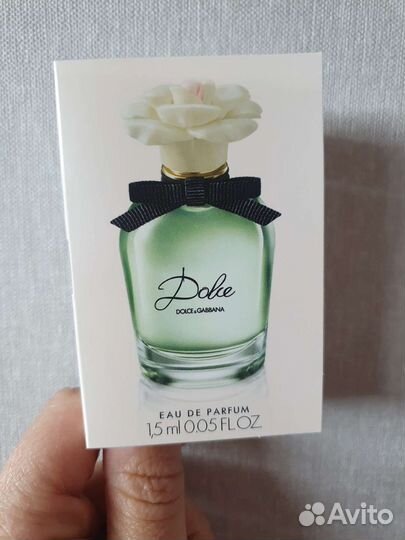 Dolce
DOLCE & GABBANA
EAU DE PARFUM
1,5 ml 0.05 FL.OZ.
Avito